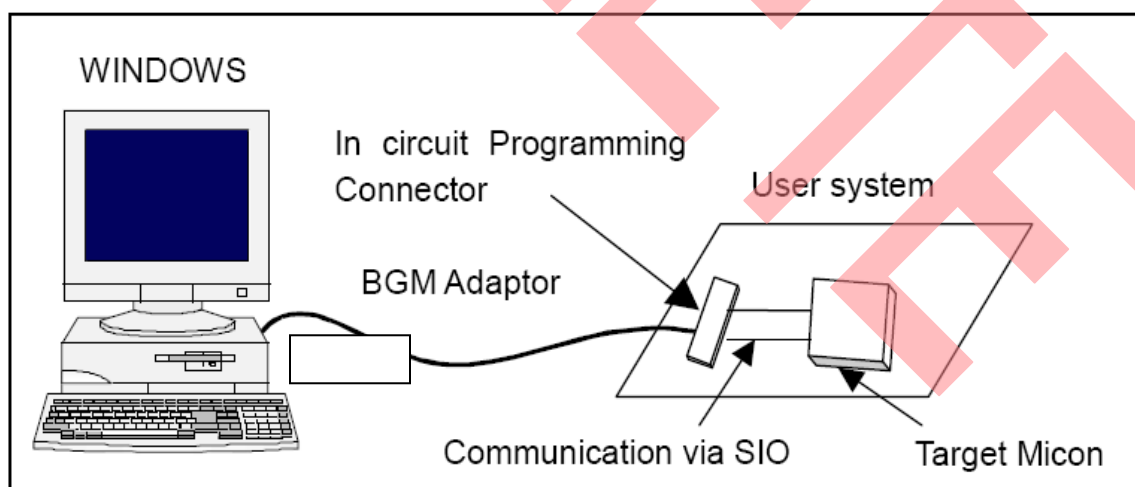 WINDOWS
In circuit Programming
Connector
User system
BGM Adaptor
Communication via SIO
Target Micon